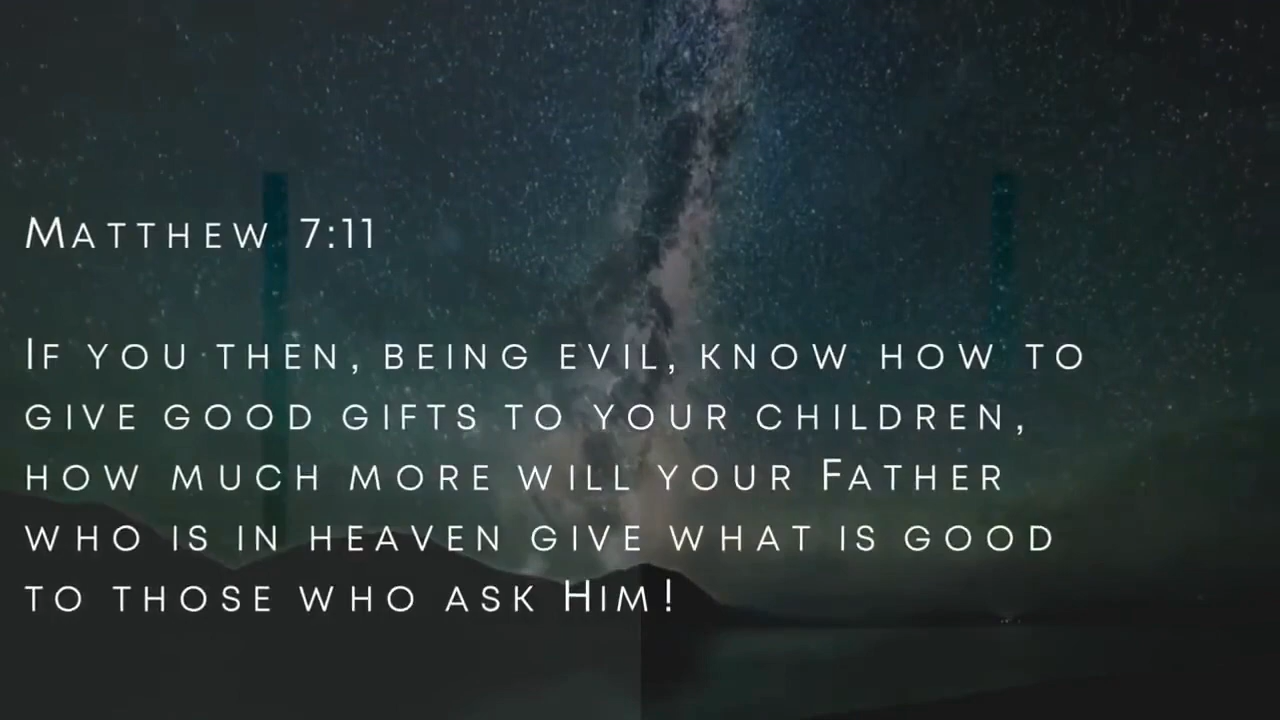 Matthew 7:11
If you then, being evil, know how to
give good gifts to your children,
how much more will your Father
who is in heaven give what is good
to those who ask Him!